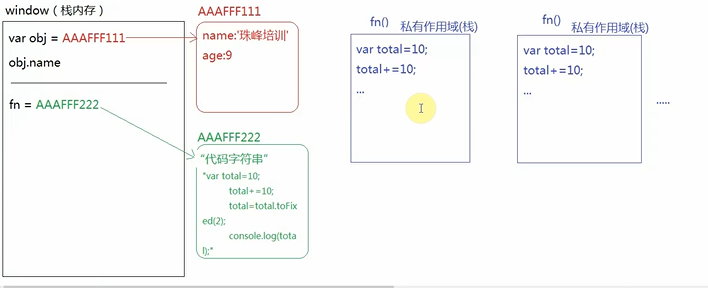 window（栈内存）
var obj = AAAFFF111
obj.name
fn = AAAFFF222
AAAFFF111
name:'珠峰培训'
age:9
AAAFFF222
“代码字符串”
"var total=10;
total+=10;
total=total.toFix
ed(2);
console.log(tota
l);"
fn()
私有作用域(栈)
var total=10;
total+=10;
...
fn()
私有作用域(栈)
var total=10;
total+=10;
...
.....